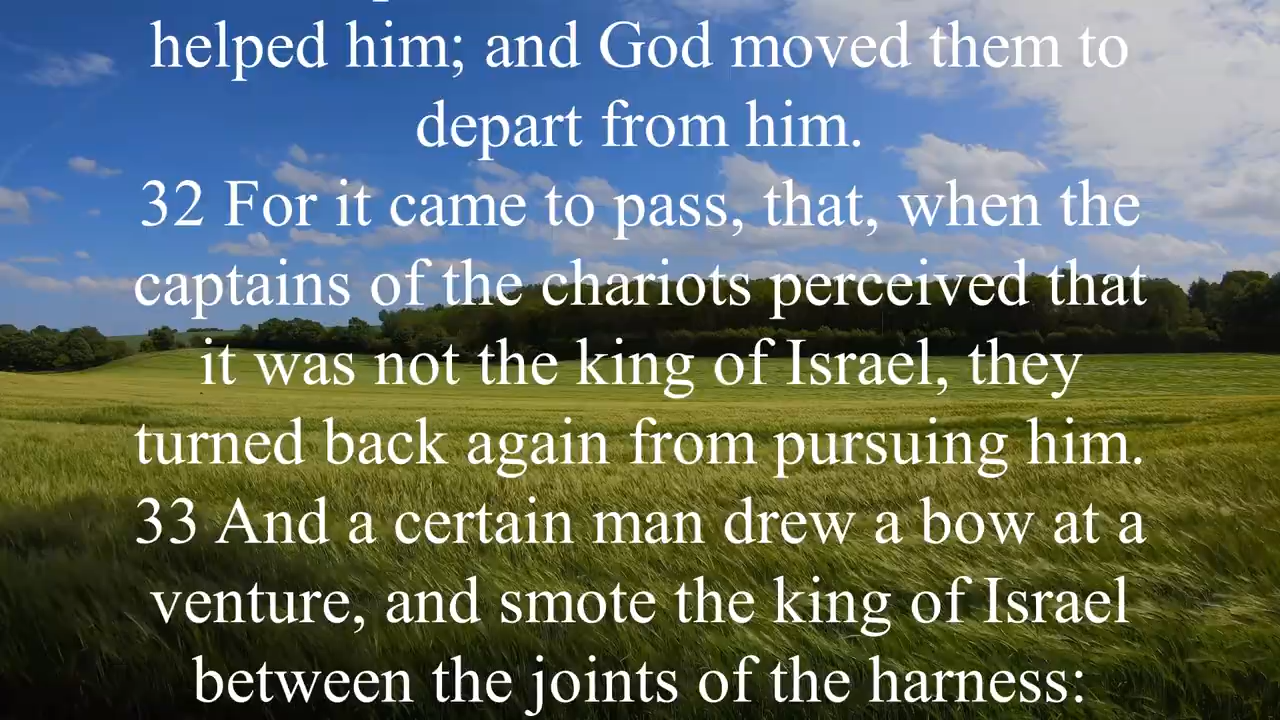 helped him; and God moved them to
depart from him.
32 For it came to pass, that, when the
captains of the chariots perceived that
it was not the king of Israel, they
turned back again from pursuing him.
33 And a certain man drew a bow at a
venture, and smote the king of Israel
between the joints of the harness: